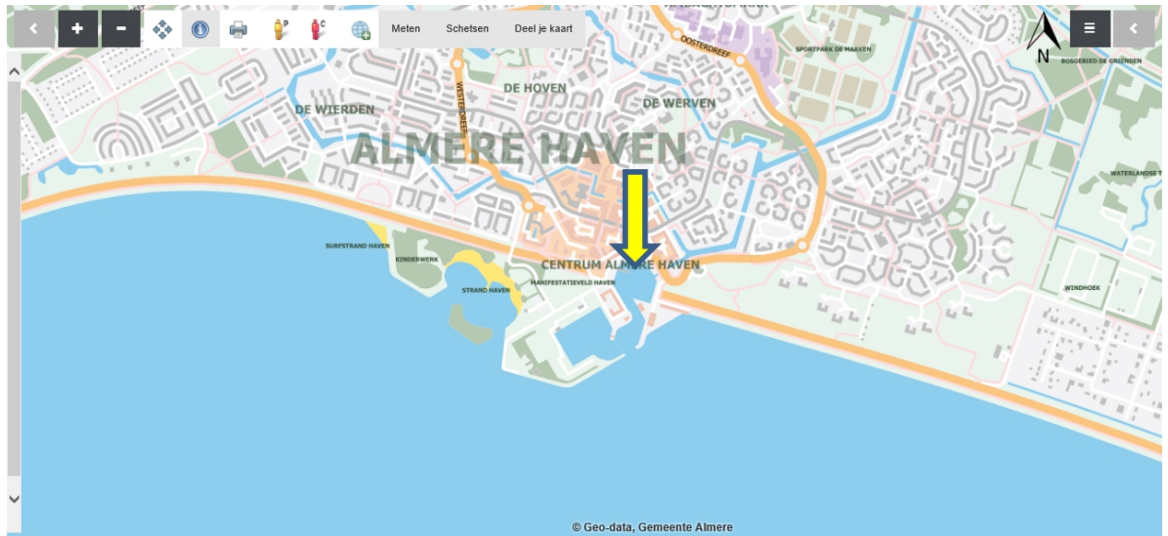 Meten
Schetsen
Deel je kaart
N
P
C
OOSTERDREEF
SPORTPARK DE MARKEN
BOSGEBIED DE GRIENDEN
DE HOVEN
DE WERVEN
DE WIERDEN
WESTERDREEF
ALMERE HAVEN
SURFSTRAND HAVEN
KINDERWERK
CENTRUM ALMERE HAVEN
STRAND HAVEN
MANIFESTATIEVELD HAVEN
WATERLANDSE T
WINDHOEK
© Geo-data, Gemeente Almere